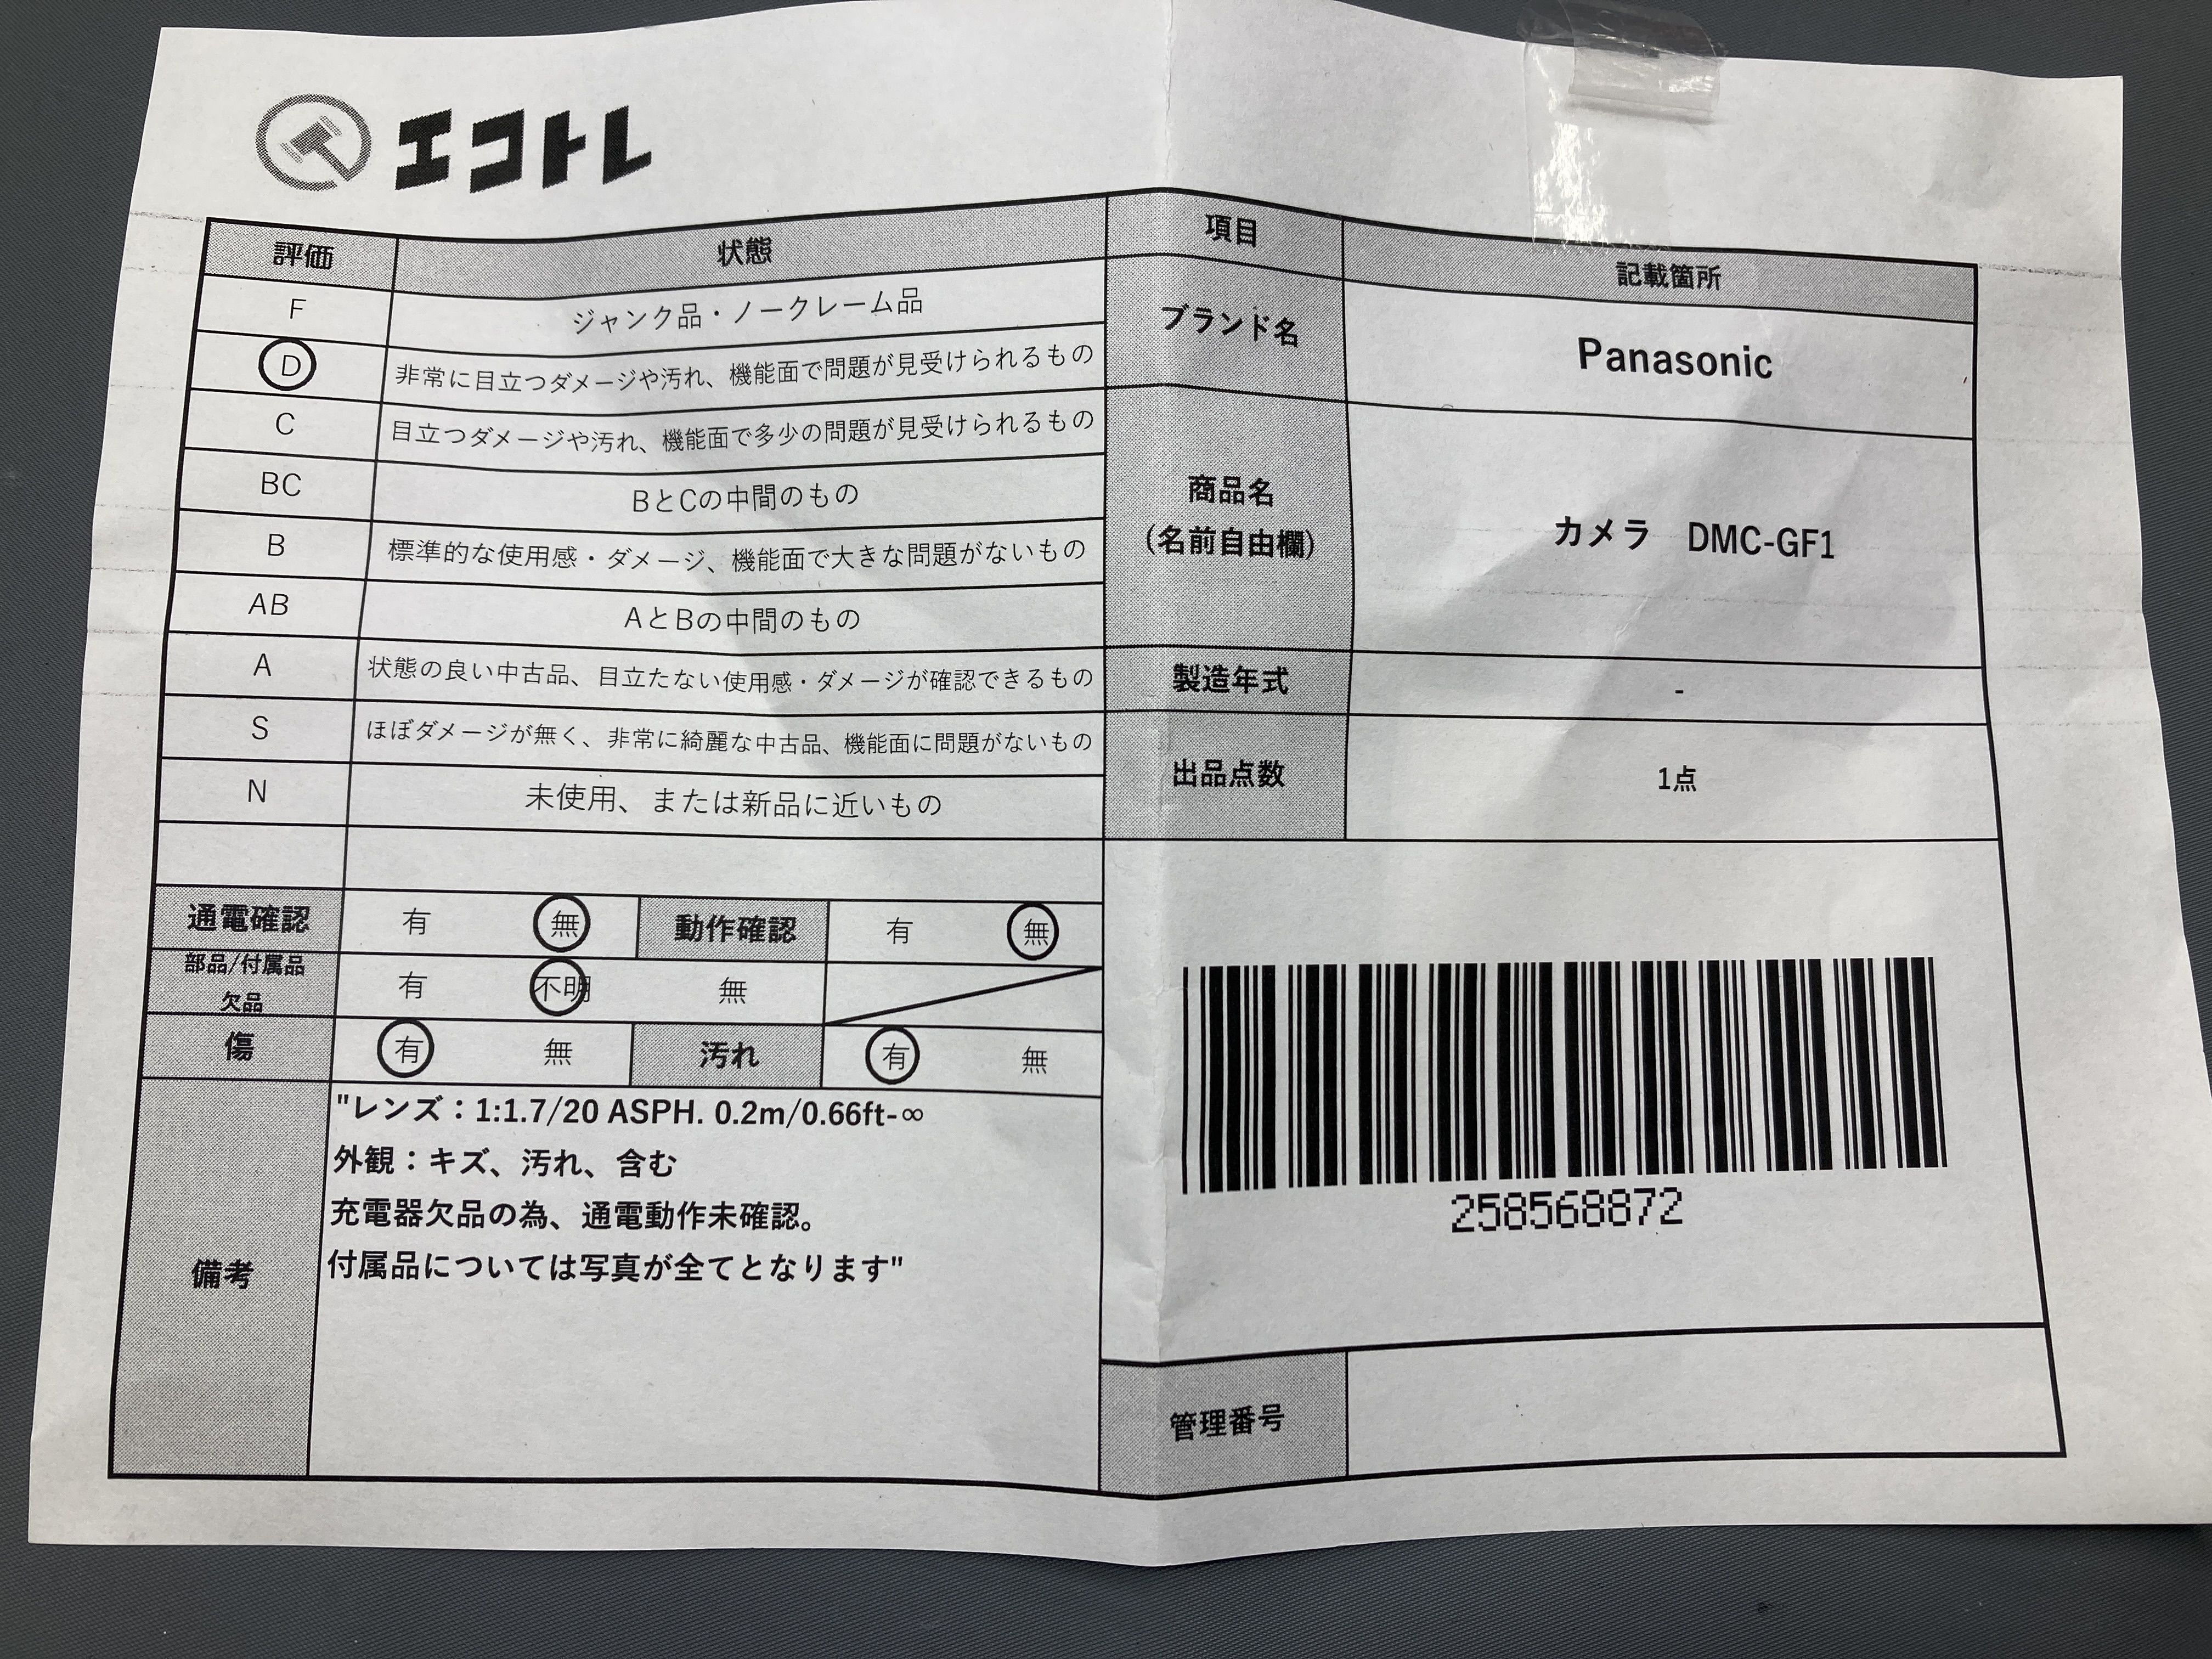 エコトレ
評価 状態
F ジャンク品・ノークレーム品
D 非常に目立つダメージや汚れ、機能面で問題が見受けられるもの
C 目立つダメージや汚れ、機能面で多少の問題が見受けられるもの
BC BとCの中間のもの
B 標準的な使用感・ダメージ、機能面で大きな問題がないもの
AB AとBの中間のもの
A 状態の良い中古品、目立たない使用感・ダメージが確認できるもの
S ほぼダメージが無く、非常に綺麗な中古品、機能面に問題がないもの
N 未使用、または新品に近いもの
通電確認 有 無 動作確認 有 無
部品/付属品
欠品 有 不明 無
傷 有 無 汚れ 有 無
備考
"レンズ：1:1.7/20 ASPH. 0.2m/0.66ft-∞
外観：キズ、汚れ、含む
充電器欠品の為、通電動作未確認。
付属品については写真が全てとなります"
項目 記載箇所
ブランド名 Panasonic
商品名
(名前自由欄) カメラ DMC-GF1
製造年式 -
出品点数 1点
258568872
管理番号